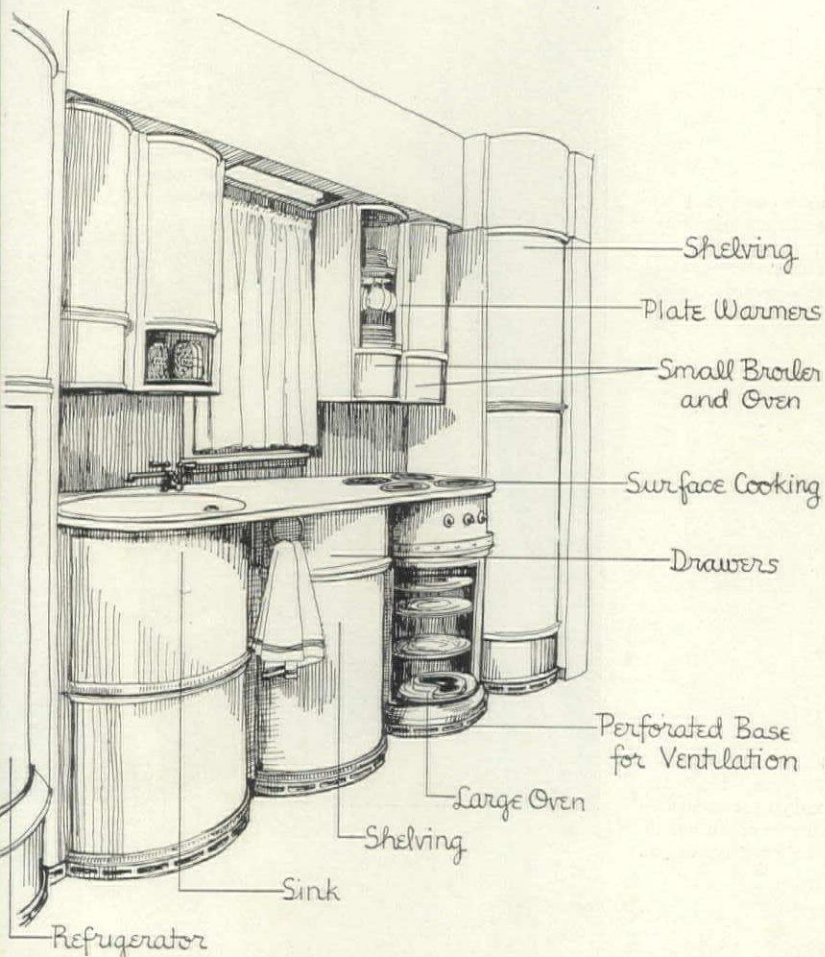 Shelving
Plate Warmers
Small Broiler
and Oven
Surface Cooking
Drawers
Perforated Base
for Ventilation
Large Oven
Shelving
Sink
Refrigerator